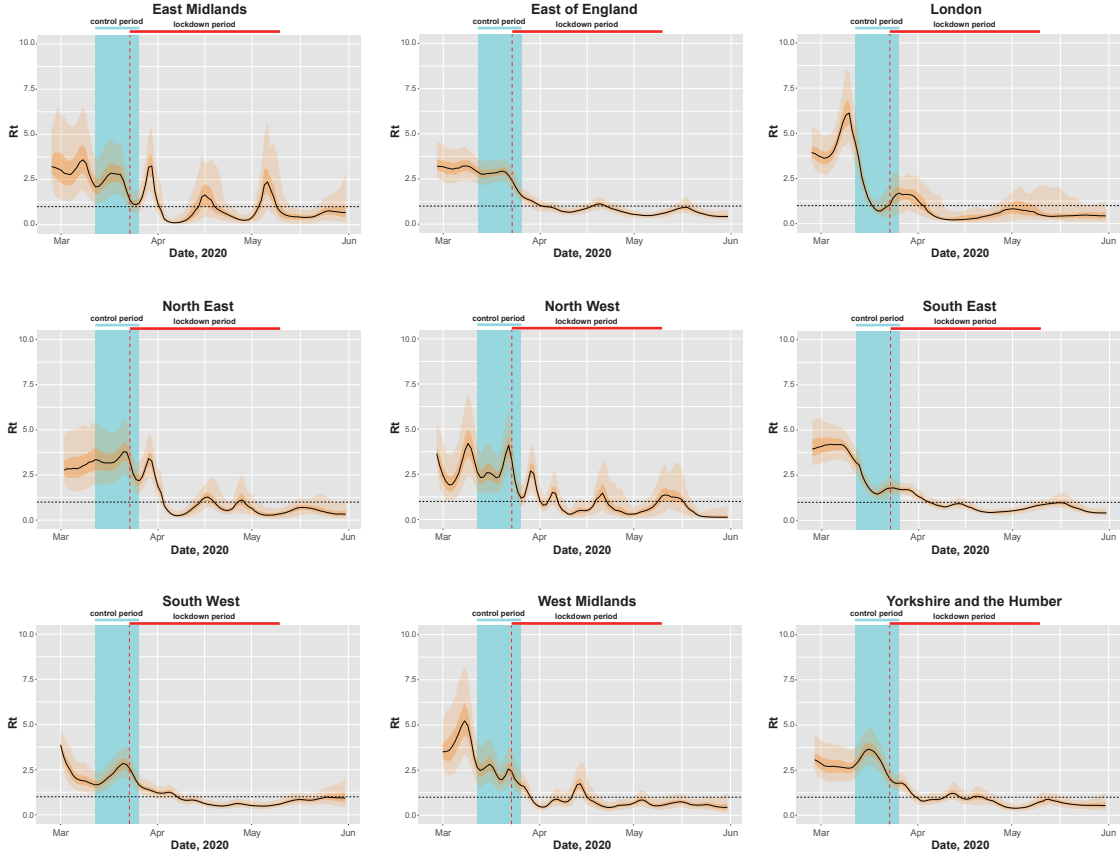 East Midlands
control period
lockdown period
10.0
7.5
5.0
2.5
0.0
Rt
Mar
Apr
May
Jun
Date, 2020
East of England
control period
lockdown period
10.0
7.5
5.0
2.5
0.0
Rt
Mar
Apr
May
Jun
Date, 2020
London
control period
lockdown period
10.0
7.5
5.0
2.5
0.0
Rt
Mar
Apr
May
Jun
Date, 2020
North East
control period
lockdown period
10.0
7.5
5.0
2.5
0.0
Rt
Mar
Apr
May
Jun
Date, 2020
North West
control period
lockdown period
10.0
7.5
5.0
2.5
0.0
Rt
Mar
Apr
May
Jun
Date, 2020
South East
control period
lockdown period
10.0
7.5
5.0
2.5
0.0
Rt
Mar
Apr
May
Jun
Date, 2020
South West
control period
lockdown period
10.0
7.5
5.0
2.5
0.0
Rt
Mar
Apr
May
Jun
Date, 2020
West Midlands
control period
lockdown period
10.0
7.5
5.0
2.5
0.0
Rt
Mar
Apr
May
Jun
Date, 2020
Yorkshire and the Humber
control period
lockdown period
10.0
7.5
5.0
2.5
0.0
Rt
Mar
Apr
May
Jun
Date, 2020